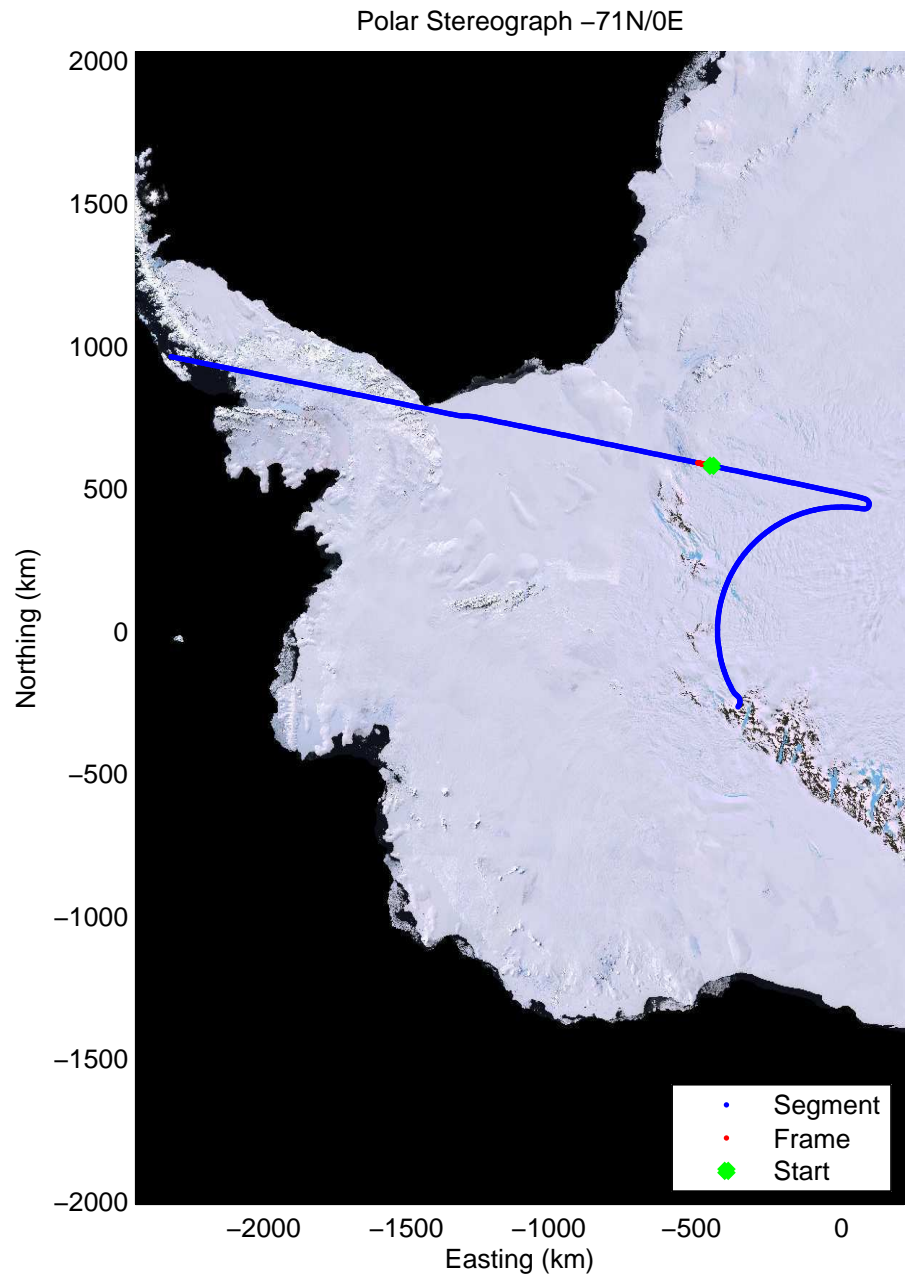 Polar Stereograph −71N/0E
2000
1500
1000
500
0
−500
−1000
−1500
−2000
Northing (km)
−2000 −1500 −1000 −500 0
Easting (km)
Segment
Frame
Start